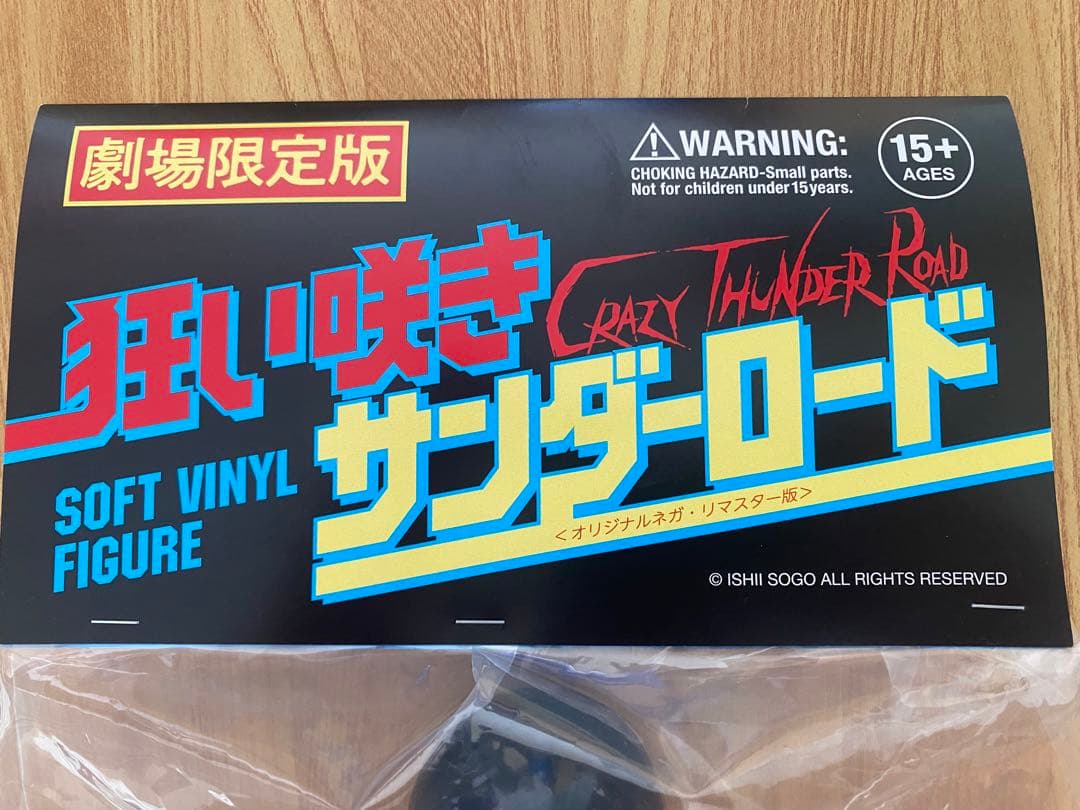 劇場限定版
WARNING:
CHOKING HAZARD-Small parts.
Not for children under 15 years.
15+
AGES
狂い咲き
CRAZY THUNDER ROAD
サンダーロード
SOFT VINYL
FIGURE
<オリジナルネガ・リマスター版>
© ISHII SOGO ALL RIGHTS RESERVED